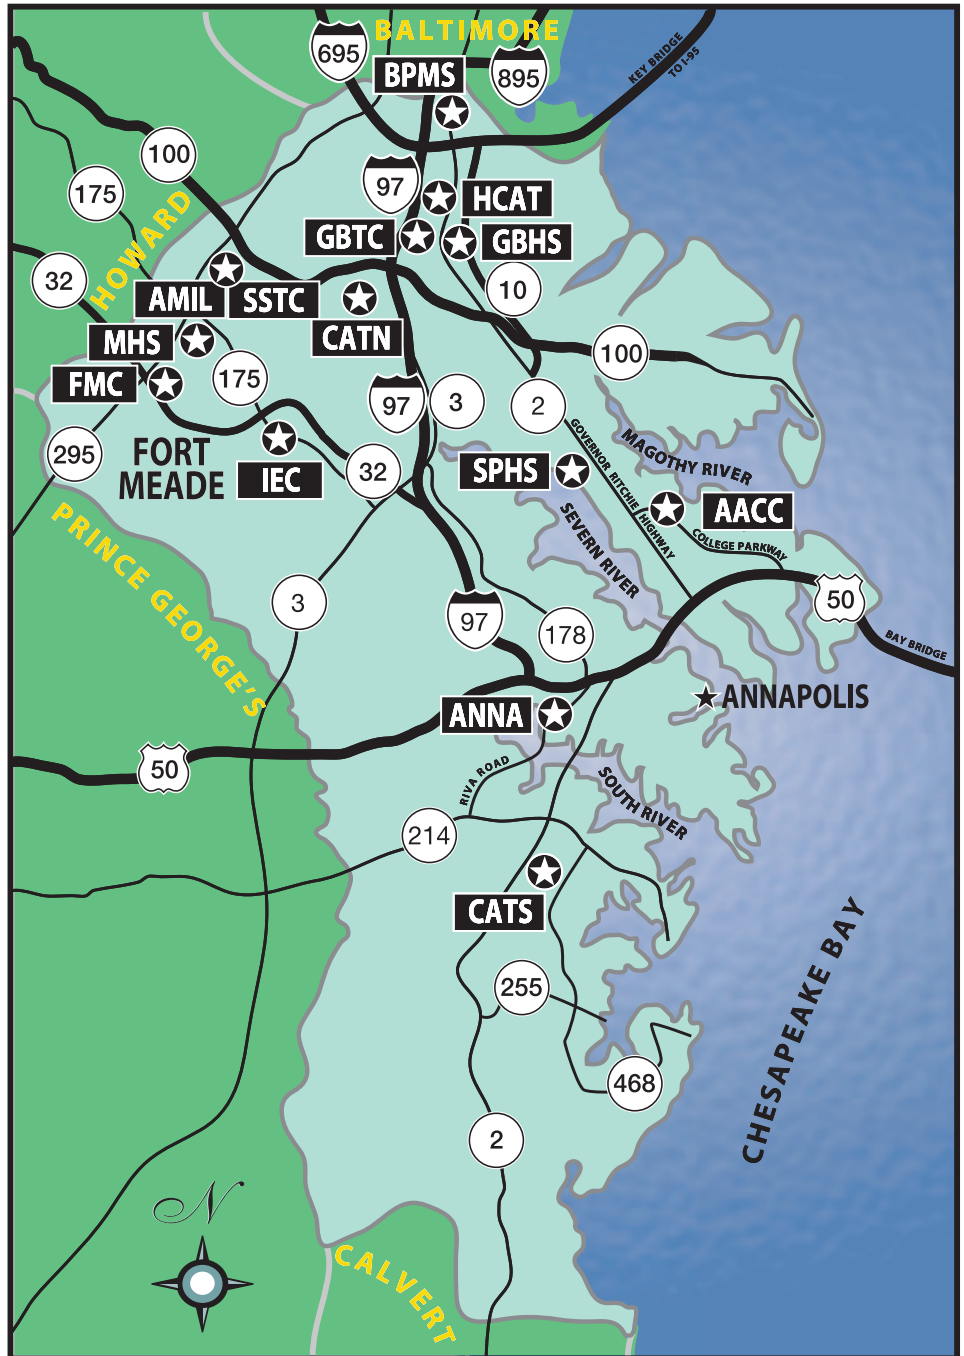 BALTIMORE
695
895
BPMS
KEY BRIDGE
TO I-95
100
97
175
HCAT
HOWARD
GBTC
GBHS
32
10
AMIL
SSTC
CATN
MHS
100
FMC
175
97
3
2
GOVERNOR RITCHIE HIGHWAY
MAGOTHY RIVER
295
FORT
MEADE
IEC
32
SPHS
AACC
SEVERN RIVER
COLLEGE PARKWAY
PRINCE GEORGE'S
3
97
178
50
BAY BRIDGE
ANNAPOLIS
ANNA
50
RIVA ROAD
SOUTH RIVER
214
CATS
CHESAPEAKE BAY
255
468
2
N
CALVERT